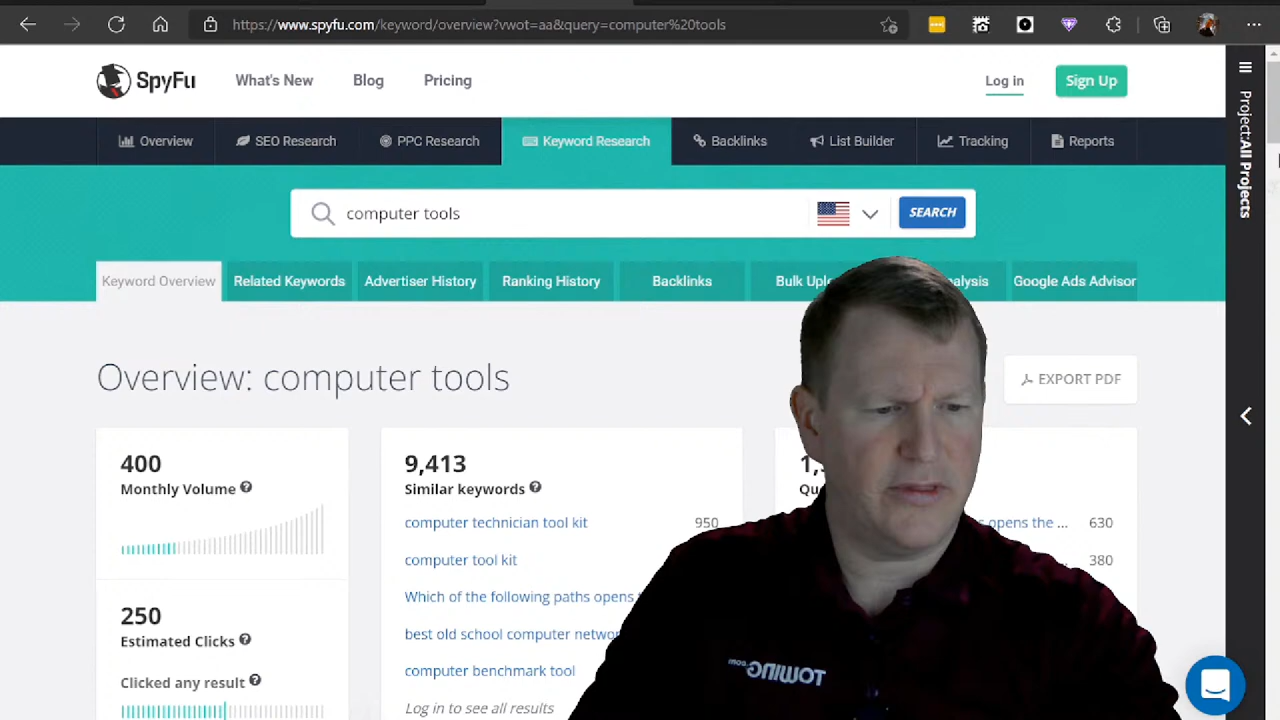 https://www.spyfu.com/keyword/overview?vwot=aa&query=computer%20tools
SpyFu
What's New
Blog
Pricing
Log in
Sign Up
Overview
SEO Research
PPC Research
Keyword Research
Backlinks
List Builder
Tracking
Reports
Project:All Projects
computer tools
SEARCH
Keyword Overview
Related Keywords
Advertiser History
Ranking History
Backlinks
Google Ads Advisor
Overview: computer tools
EXPORT PDF
400
Monthly Volume
9,413
Similar keywords
computer technician tool kit 950
computer tool kit
Which of the following paths opens
best old school computer
computer benchmark tool
Log in to see all results
opens the ... 630
380
250
Estimated Clicks
Clicked any result
TOWING.com